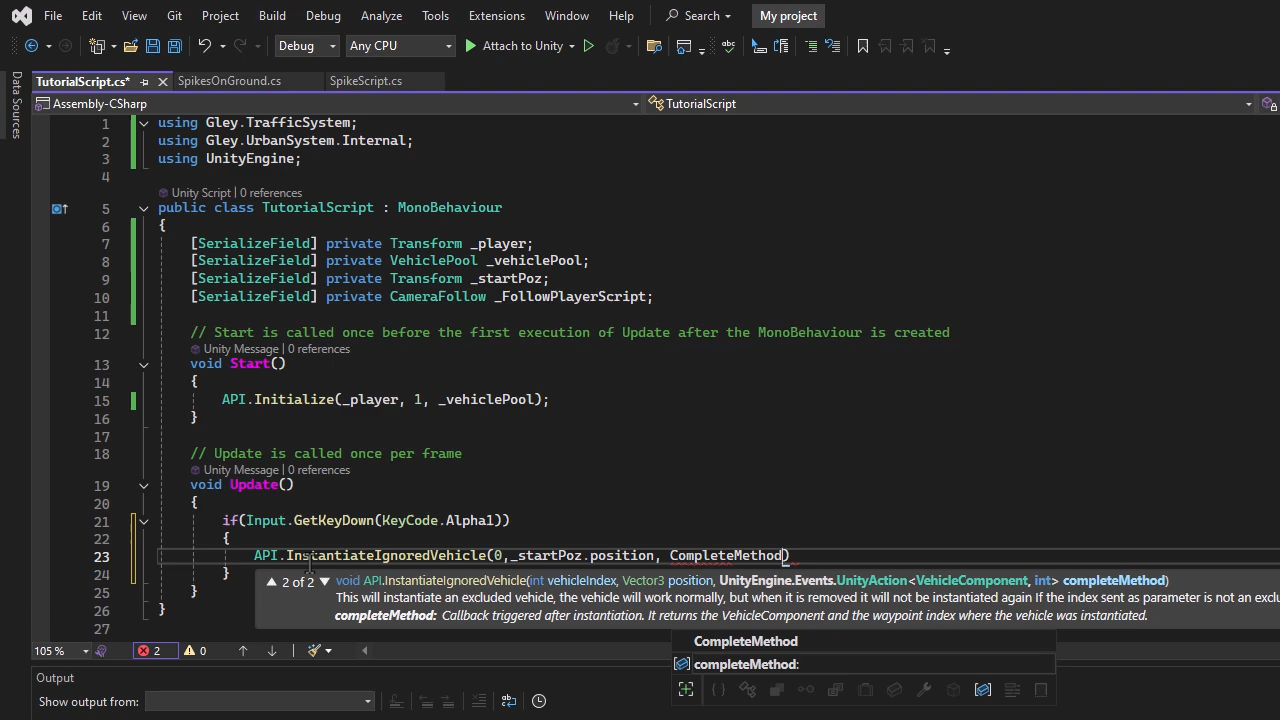 File Edit View Git Project Build Debug Analyze Tools Extensions Window Help Search My project
Debug Any CPU Attach to Unity
TutorialScript.cs* SpikesOnGround.cs SpikeScript.cs
Data Sources
Assembly-CSharp TutorialScript
1 using Gley.TrafficSystem;
2 using Gley.UrbanSystem.Internal;
3 using UnityEngine;
4
Unity Script | 0 references
5 public class TutorialScript : MonoBehaviour
6 {
7 [SerializeField] private Transform _player;
8 [SerializeField] private VehiclePool _vehiclePool;
9 [SerializeField] private Transform _startPoz;
10 [SerializeField] private CameraFollow _FollowPlayerScript;
11
12 // Start is called once before the first execution of Update after the MonoBehaviour is created
Unity Message | 0 references
13 void Start()
14 {
15 API.Initialize(_player, 1, _vehiclePool);
16 }
17
18 // Update is called once per frame
Unity Message | 0 references
19 void Update()
20 {
21 if(Input.GetKeyDown(KeyCode.Alpha1))
22 {
23 API.InstantiateIgnoredVehicle(0,_startPoz.position, CompleteMethod)
24 }
▲ 2 of 2 ▼ void API.InstantiateIgnoredVehicle(int vehicleIndex, Vector3 position, UnityEngine.Events.UnityAction<VehicleComponent, int> completeMethod)
25 }
This will instantiate an excluded vehicle, the vehicle will work normally, but when it is removed it will not be instantiated again If the index sent as parameter is not an exclu
26 }
completeMethod: Callback triggered after instantiation. It returns the VehicleComponent and the waypoint index where the vehicle was instantiated.
27
CompleteMethod
105 % 2 0
completeMethod:
Output
Show output from: